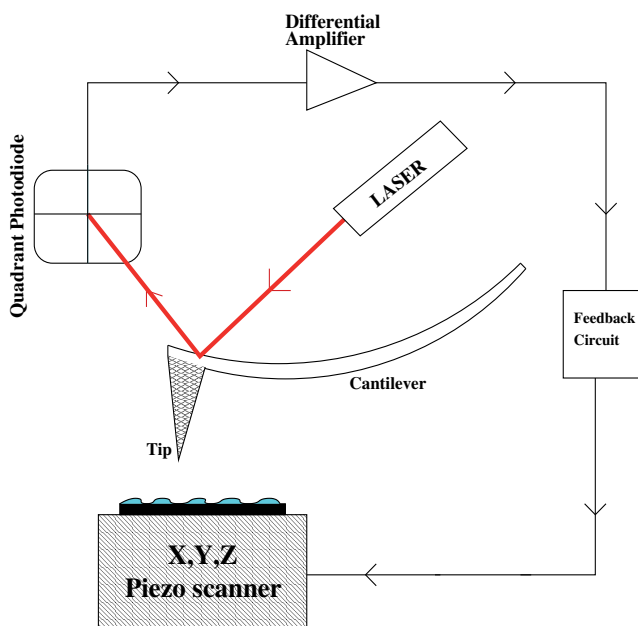 Differential
Amplifier
Quadrant Photodiode
LASER
Feedback
Circuit
Cantilever
Tip
X,Y,Z
Piezo scanner